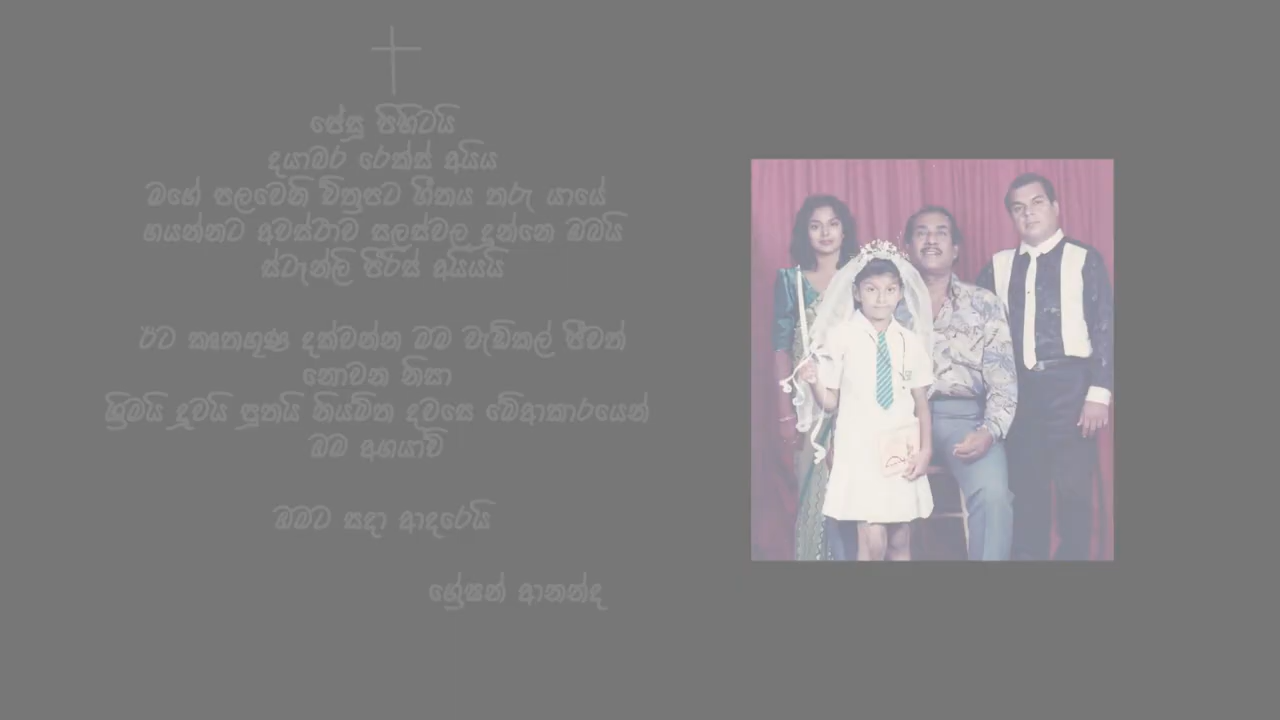 ජේසු පිහිටයි
දයාබර රෙක්ස් අයිය
මගේ පලවෙනි චිත්‍රපට ගීතය තරු යායේ
ගයන්නට අවස්ථාව සලස්වල දුන්නෙ ඔබයි
ස්ටැන්ලි පීරිස් අයියයි
ඊට කෘතගුණ දක්වන්න මම වැඩිකල් ජීවත්
නොවන නිසා
ශ්‍රිමයි දූවයි පුතයි නියමිත දවසෙ මේආකාරයෙන්
ඔබ අගයාවි
ඔබට සදා ආදරෙයි
ග්‍රේෂන් ආනන්ද